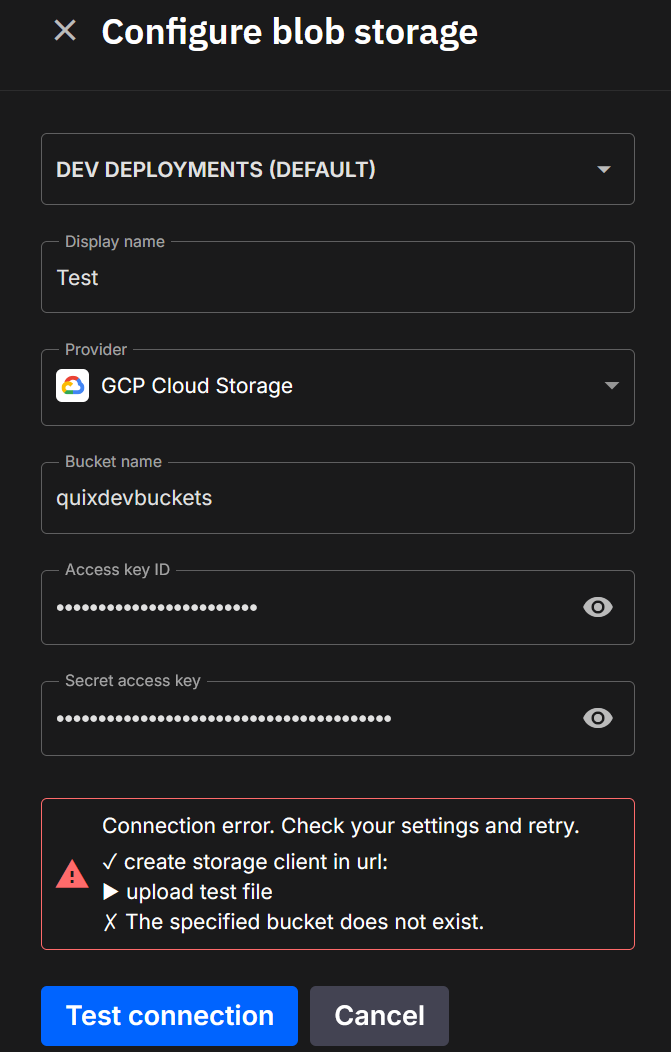 Configure blob storage
DEV DEPLOYMENTS (DEFAULT)
Display name
Test
Provider
GCP Cloud Storage
Bucket name
quixdevbuckets
Access key ID
••••••••••••••••••••••••
Secret access key
••••••••••••••••••••••••••••••••••••••••
Connection error. Check your settings and retry.
✓ create storage client in url:
▶ upload test file
✗ The specified bucket does not exist.
Test connection
Cancel